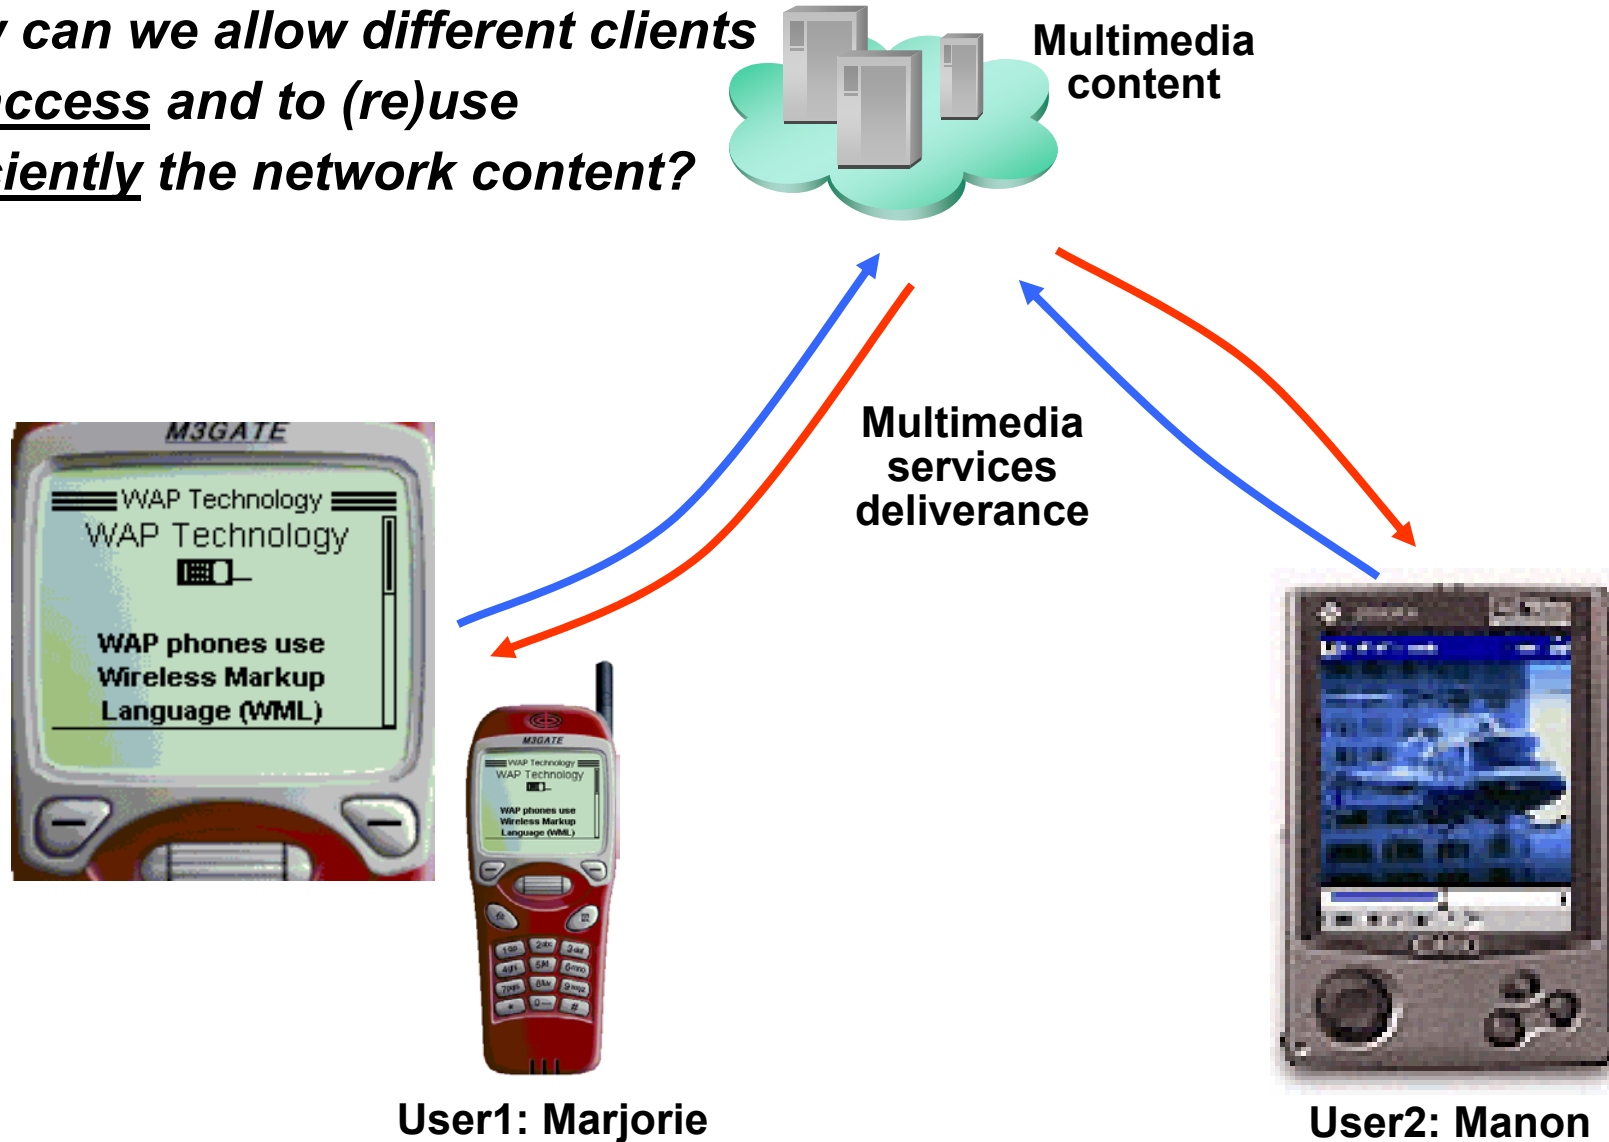 can we allow different clients
access and to (re)use
the network content?
Multimedia
content
Multimedia
services
deliverance
M3GATE
WAP Technology
WAP Technology
WAP phones use
Wireless Markup
Language (WML)
M3GATE
WAP Technology
WAP Technology
WAP phones use
Wireless Markup
Language (WML)
User1: Marjorie
User2: Manon